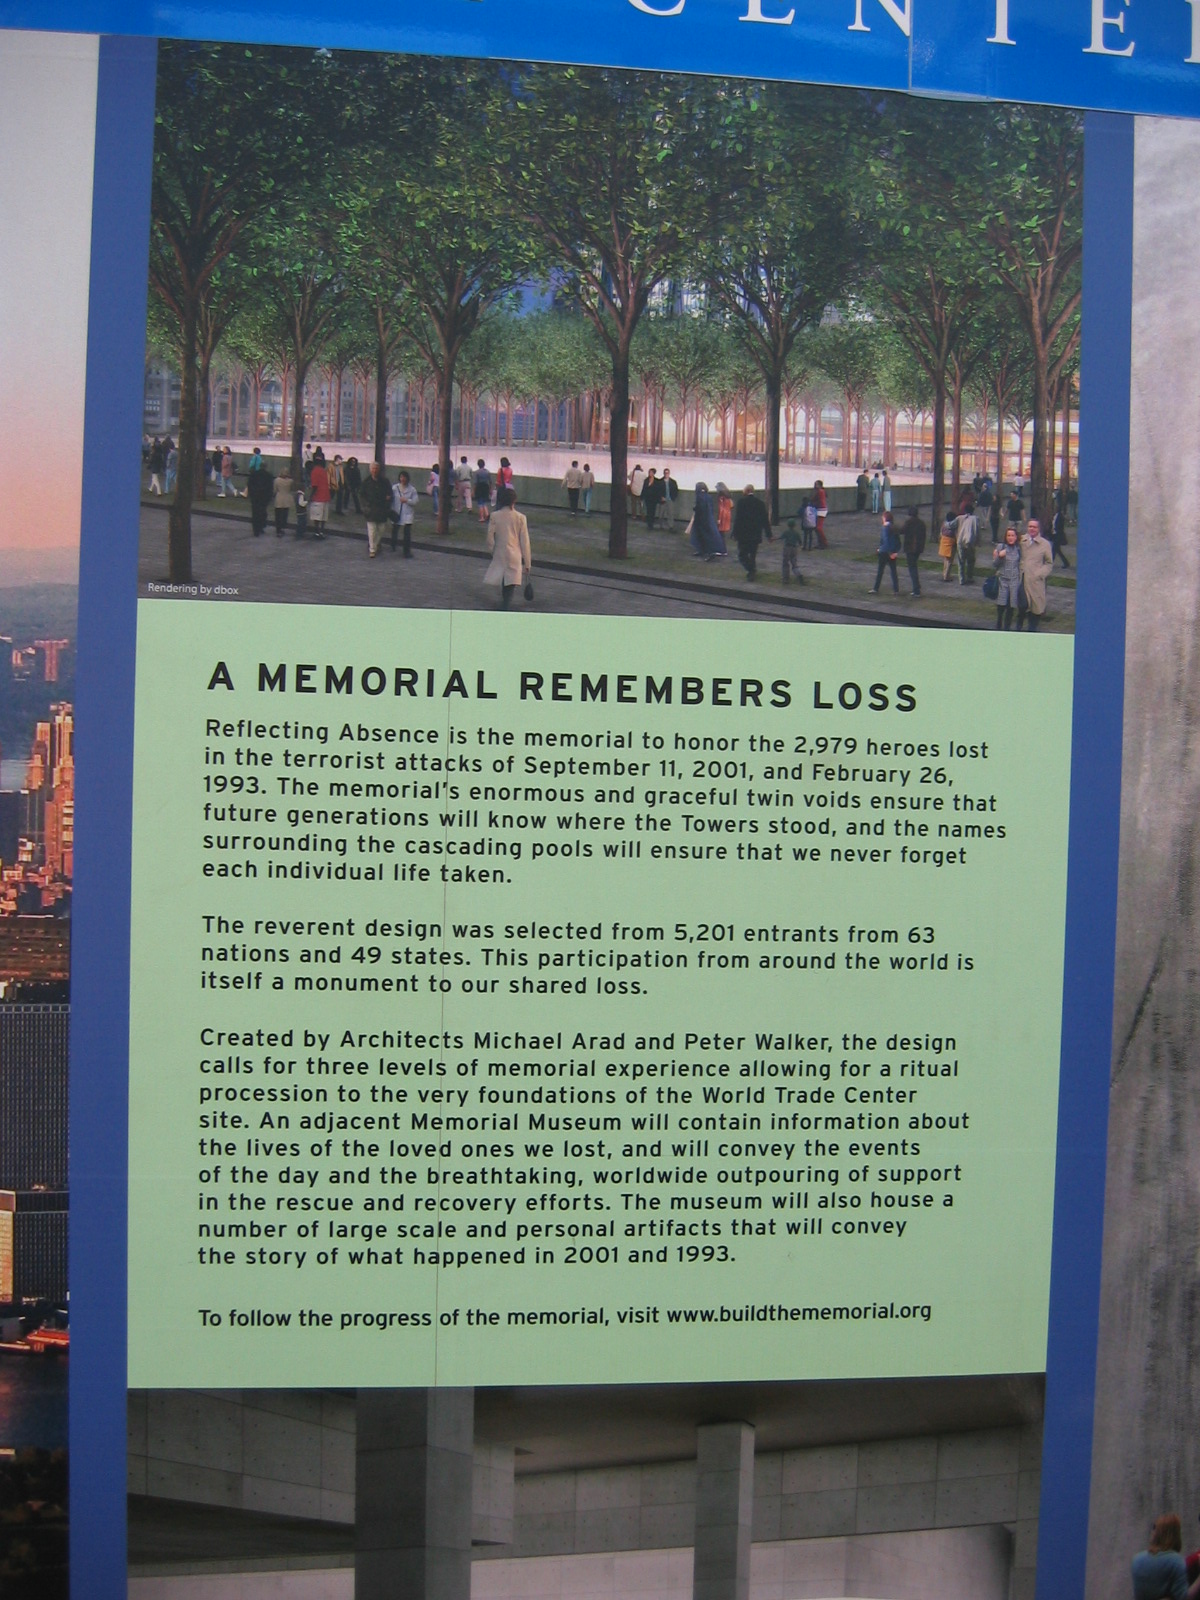 CENTE
Rendering by dbox
A MEMORIAL REMEMBERS LOSS
Reflecting Absence is the memorial to honor the 2,979 heroes lost
in the terrorist attacks of September 11, 2001, and February 26,
1993. The memorial's enormous and graceful twin voids ensure that
future generations will know where the Towers stood, and the names
surrounding the cascading pools will ensure that we never forget
each individual life taken.
The reverent design was selected from 5,201 entrants from 63
nations and 49 states. This participation from around the world is
itself a monument to our shared loss.
Created by Architects Michael Arad and Peter Walker, the design
calls for three levels of memorial experience allowing for a ritual
procession to the very foundations of the World Trade Center
site. An adjacent Memorial Museum will contain information about
the lives of the loved ones we lost, and will convey the events
of the day and the breathtaking, worldwide outpouring of support
in the rescue and recovery efforts. The museum will also house a
number of large scale and personal artifacts that will convey
the story of what happened in 2001 and 1993.
To follow the progress of the memorial, visit www.buildthememorial.org